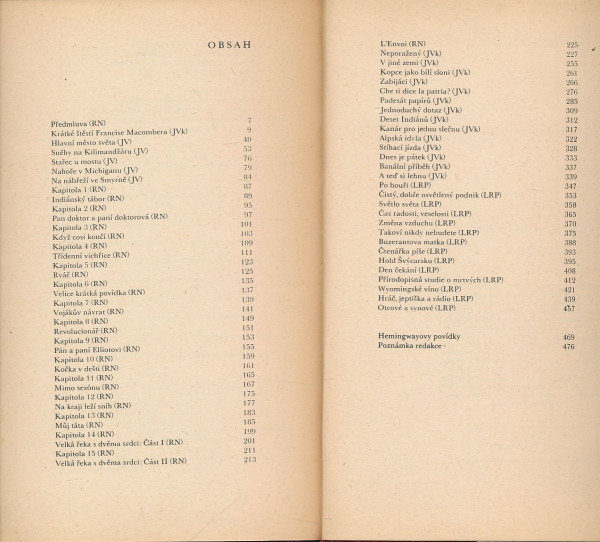 OBSAH
Předmluva (RN) 7
Krátké štěstí Francise Macombera (JVk) 9
Hlavní město světa (JV) 40
Sněhy na Kilimandžáru (JV) 53
Stařec u mostu (JV) 76
Nahoře v Michiganu (JV) 79
Na nábřeží ve Smyrně (JV) 84
Kapitola 1 (RN) 87
Indiánský tábor (RN) 89
Kapitola 2 (RN) 95
Pan doktor a paní doktorová (RN) 97
Kapitola 3 (RN) 101
Když cosi končí (RN) 103
Kapitola 4 (RN) 109
Třídenní vichřice (RN) 111
Kapitola 5 (RN) 123
Rváč (RN) 125
Kapitola 6 (RN) 135
Velice krátká povídka (RN) 137
Kapitola 7 (RN) 139
Vojákův návrat (RN) 141
Kapitola 8 (RN) 149
Revolucionář (RN) 151
Kapitola 9 (RN) 153
Pán a paní Elliotovi (RN) 155
Kapitola 10 (RN) 159
Kočka v dešti (RN) 161
Kapitola 11 (RN) 165
Mimo sezónu (RN) 167
Kapitola 12 (RN) 175
Na kraji leží sníh (RN) 177
Kapitola 13 (RN) 183
Můj táta (RN) 185
Kapitola 14 (RN) 199
Velká řeka s dvěma srdci: Část I (RN) 201
Kapitola 15 (RN) 211
Velká řeka s dvěma srdci: Část II (RN) 213
L'Envoi (RN) 225
Neporažený (JVk) 227
V jiné zemi (JVk) 255
Kopce jako bílí sloni (JVk) 261
Zabijáci (JVk) 266
Che ti dice la patria? (JVk) 276
Padesát papírů (JVk) 285
Jednoduchý dotaz (JVk) 309
Deset Indiánů (JVk) 312
Kanár pro jednu slečnu (JVk) 317
Alpská idyla (JVk) 322
Stíhací jízda (JVk) 328
Dnes je pátek (JVk) 333
Banální příběh (JVk) 337
A teď si lehnu (JVk) 339
Po bouři (LRP) 347
Čistý, dobře osvětlený podnik (LRP) 353
Světlo světa (LRP) 358
Čas radosti, veselosti (LRP) 365
Změna vzduchu (LRP) 370
Takoví nikdy nebudete (LRP) 375
Buzerantova matka (LRP) 388
Čtenářka píše (LRP) 393
Hold Švýcarsku (LRP) 395
Den čekání (LRP) 408
Přírodopisná studie o mrtvých (LRP) 412
Wyomingské víno (LRP) 421
Hráč, jeptiška a rádio (LRP) 439
Otcové a synové (LRP) 457
Hemingwayovy povídky 469
Poznámka redakce 476